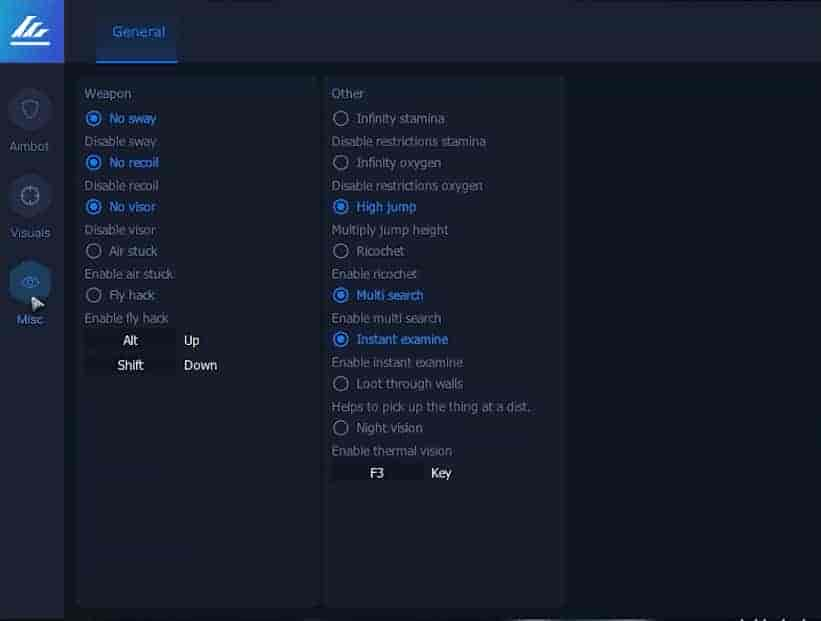 General
Aimbot
Visuals
Misc
Weapon
No sway
Disable sway
No recoil
Disable recoil
No visor
Disable visor
Air stuck
Enable air stuck
Fly hack
Enable fly hack
Alt Up
Shift Down
Other
Infinity stamina
Disable restrictions stamina
Infinity oxygen
Disable restrictions oxygen
High jump
Multiply jump height
Ricochet
Enable ricochet
Multi search
Enable multi search
Instant examine
Enable instant examine
Loot through walls
Helps to pick up the thing at a dist.
Night vision
Enable thermal vision
F3 Key